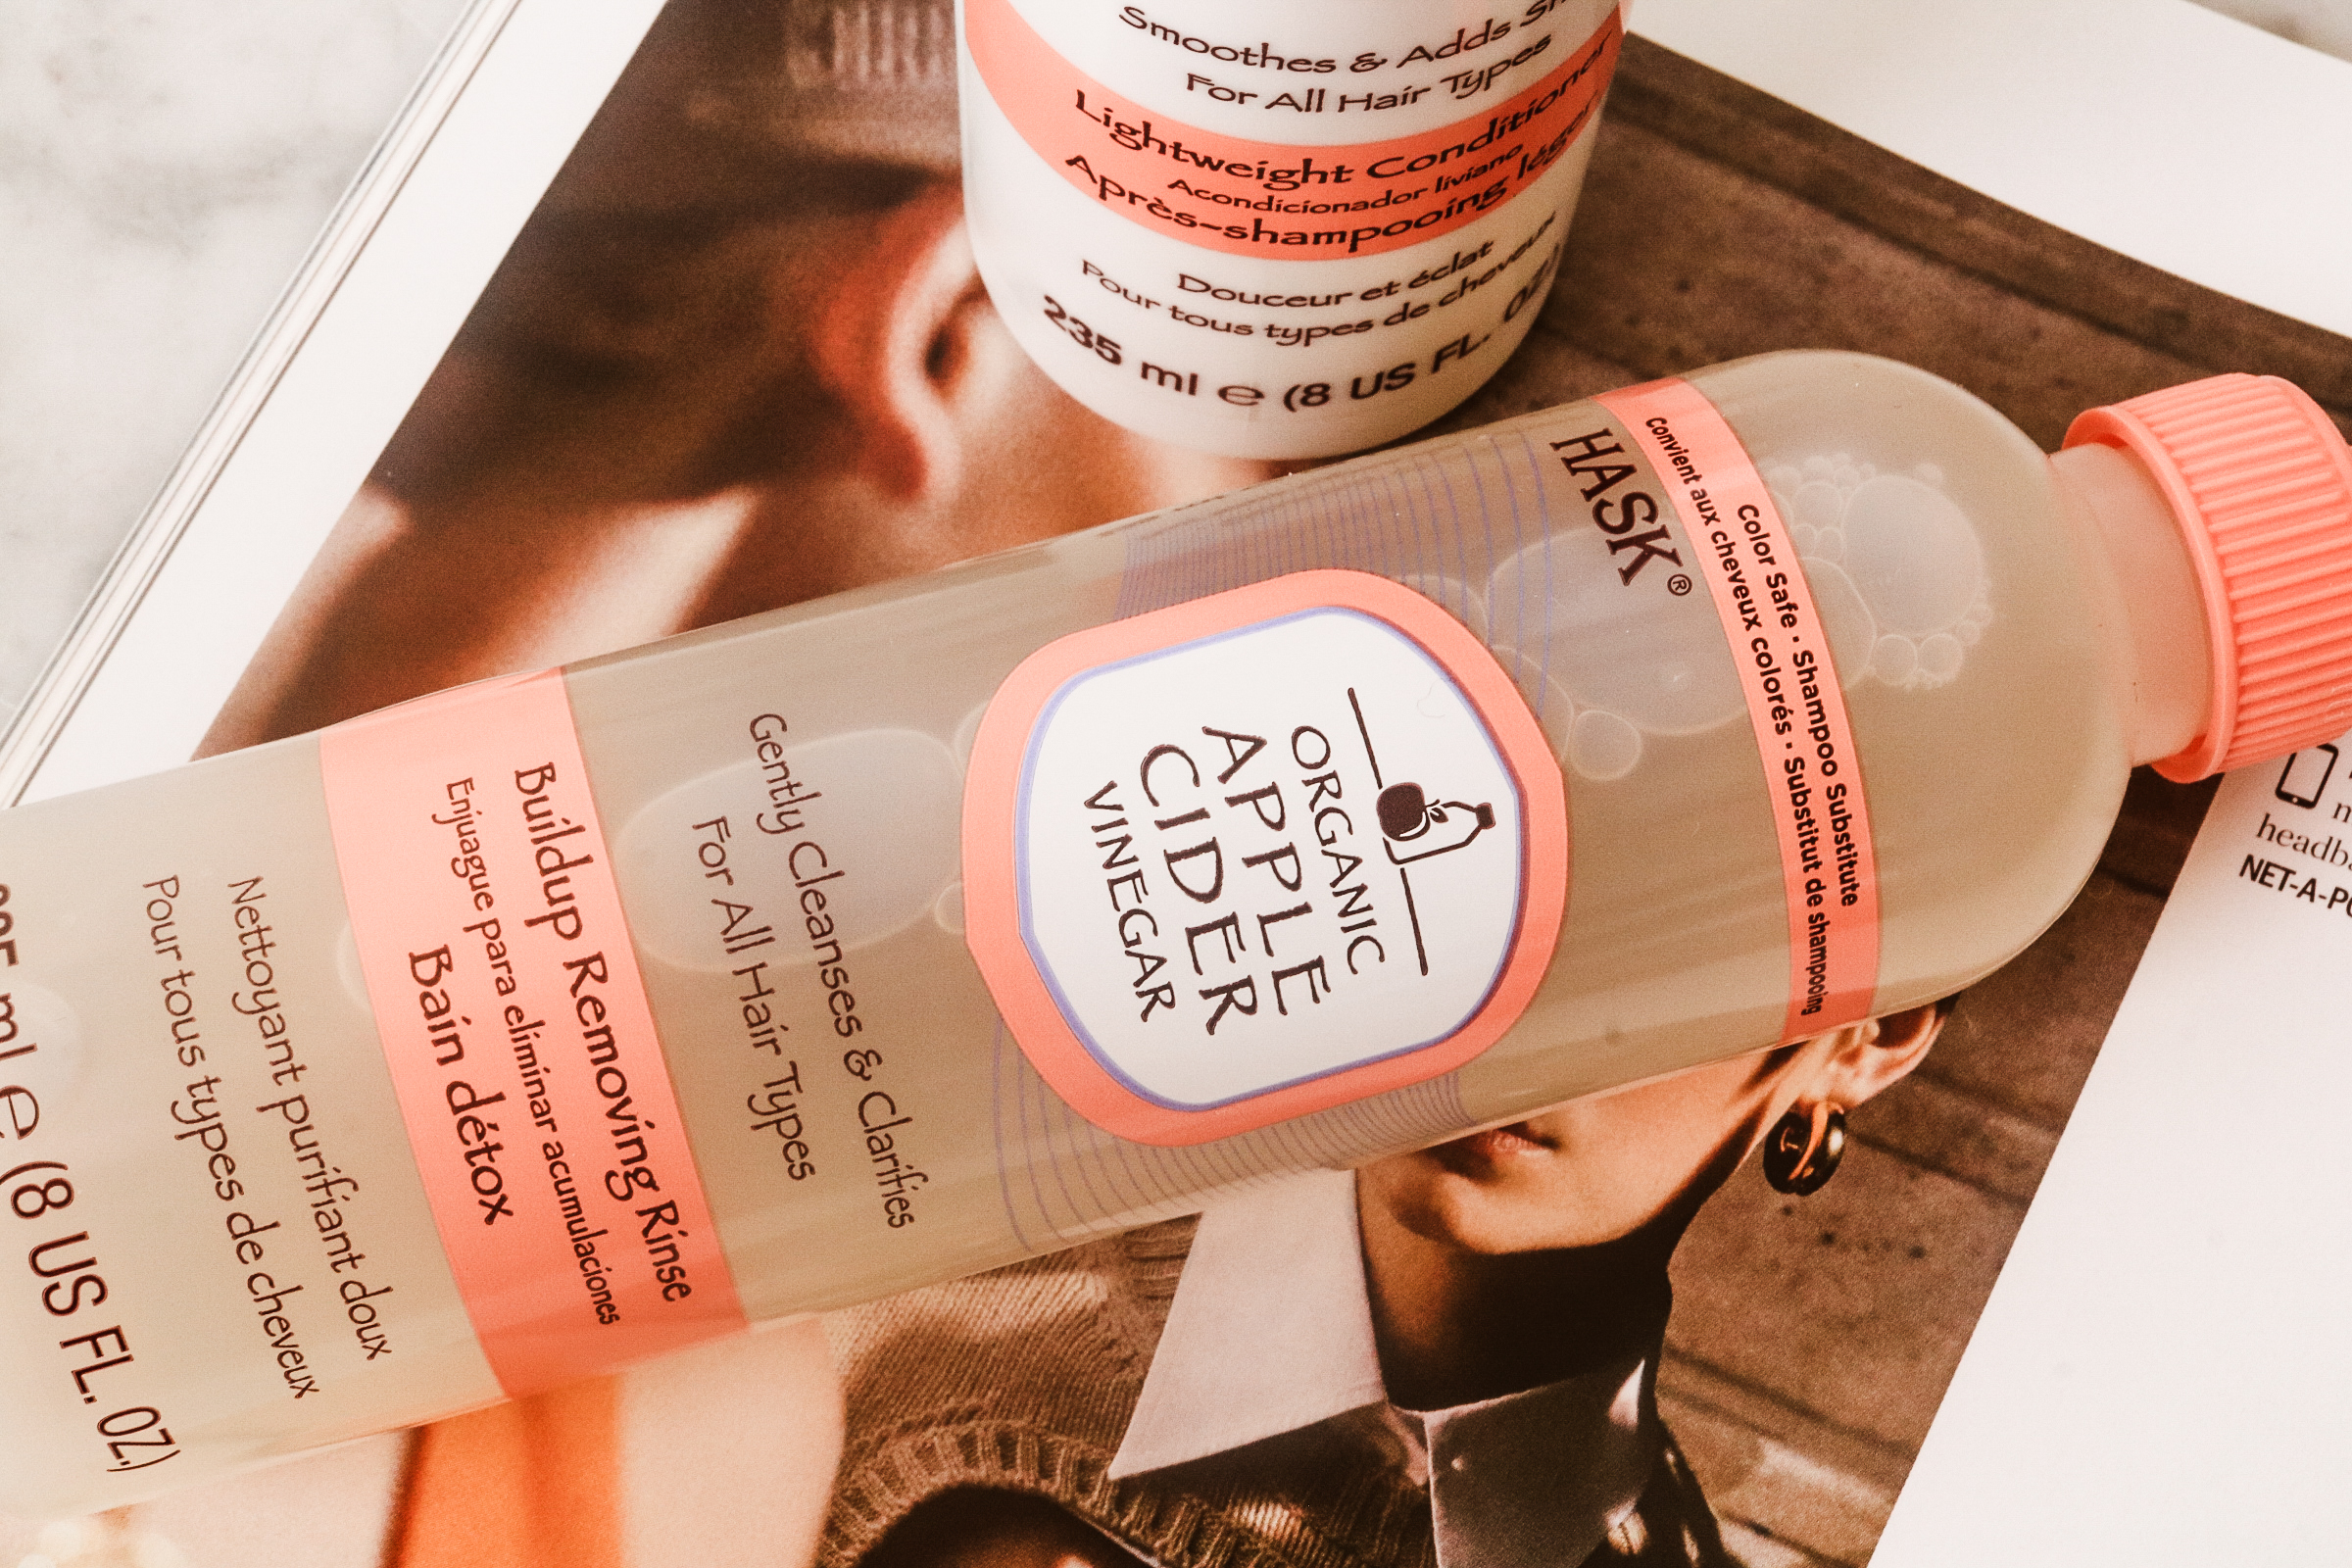 Smoothes & Adds
For All Hair Types
Lightweight Conditioner
Acondicionador liviano
Après-shampooing léger
Douceur et éclat
Pour tous types de cheveux
235 ml e (8 US FL. OZ.)
Color Safe · Shampoo Substitute
Convient aux cheveux colorés · Substitut de shampooing
HASK®
ORGANIC
APPLE
CIDER
VINEGAR
Gently Cleanses & Clarifies
For All Hair Types
Buildup Removing Rinse
Enjuague para eliminar acumulaciones
Bain détox
Nettoyant purifiant doux
Pour tous types de cheveux
ml e (8 US FL. OZ.)